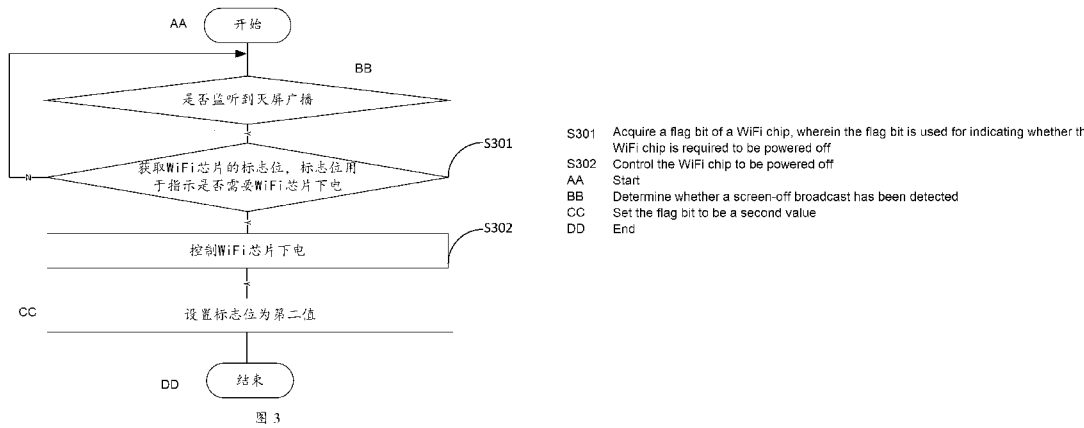 AA
开始
BB
是否监听到灭屏广播
Y
S301
获取WiFi芯片的标志位，标志位用
于指示是否需要WiFi芯片下电
N
Y
S302
控制WiFi芯片下电
Y
CC
设置标志位为第二值
DD
结束
图 3
S301 Acquire a flag bit of a WiFi chip, wherein the flag bit is used for indicating whether
WiFi chip is required to be powered off
S302 Control the WiFi chip to be powered off
AA Start
BB Determine whether a screen-off broadcast has been detected
CC Set the flag bit to be a second value
DD End